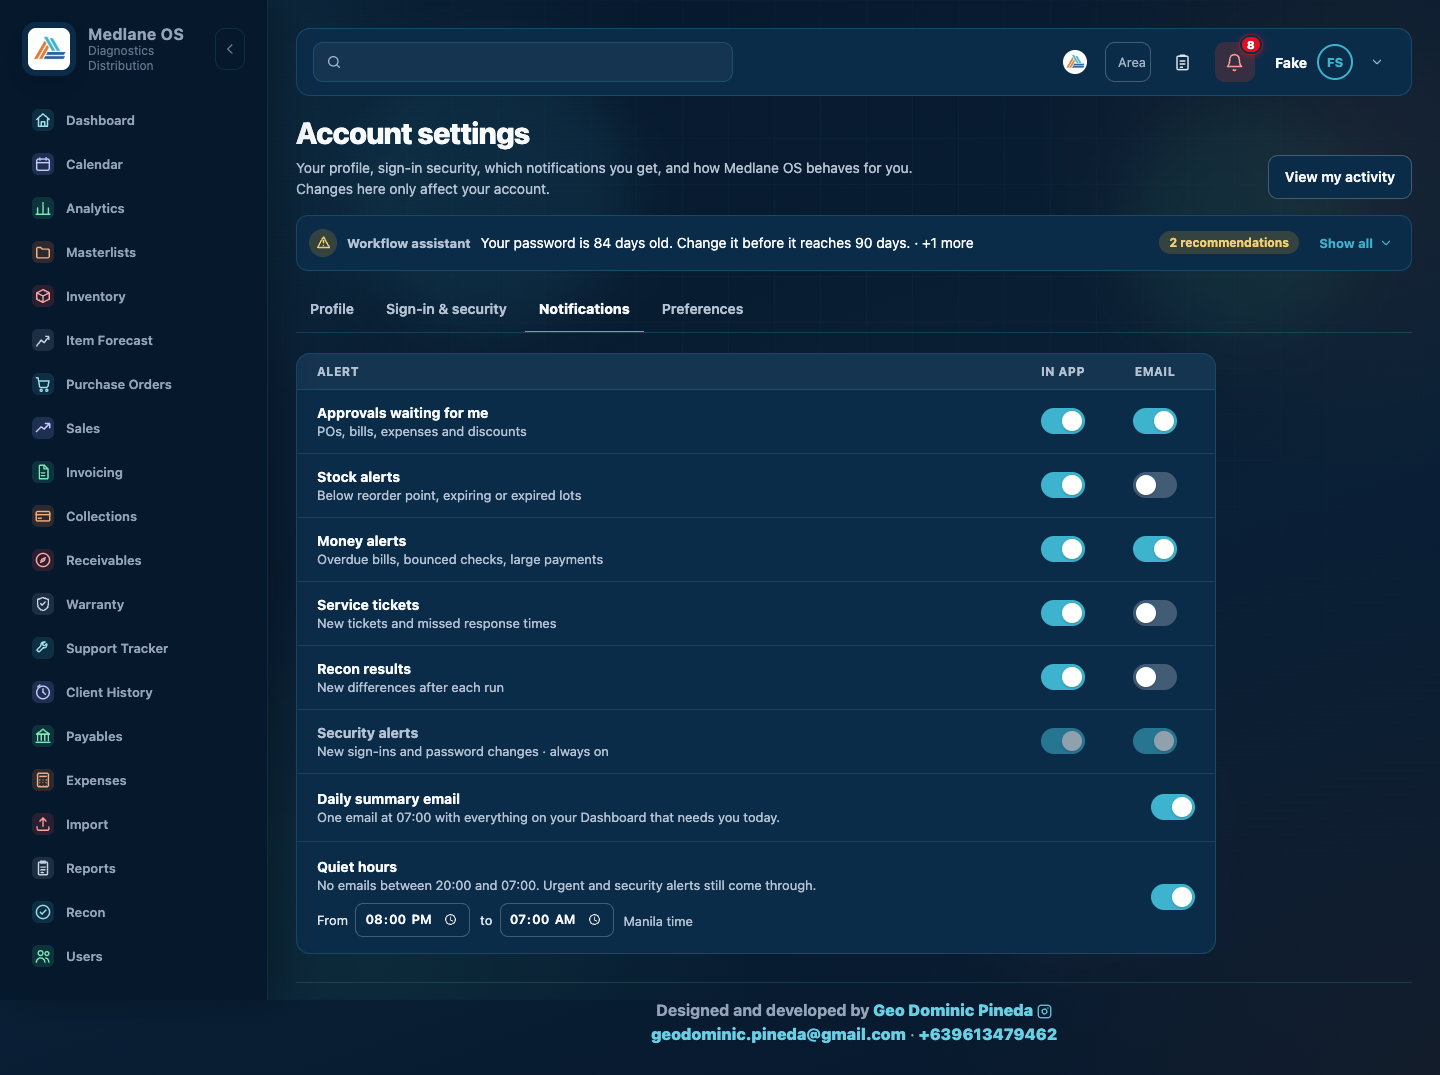 Medlane OS
Diagnostics
Distribution
Dashboard
Calendar
Analytics
Masterlists
Inventory
Item Forecast
Purchase Orders
Sales
Invoicing
Collections
Receivables
Warranty
Support Tracker
Client History
Payables
Expenses
Import
Reports
Recon
Users
Area
8
Fake
FS
Account settings
Your profile, sign-in security, which notifications you get, and how Medlane OS behaves for you.
Changes here only affect your account.
View my activity
Workflow assistant Your password is 84 days old. Change it before it reaches 90 days. · +1 more
2 recommendations
Show all
Profile Sign-in & security Notifications Preferences
ALERT IN APP EMAIL
Approvals waiting for me
POs, bills, expenses and discounts
Stock alerts
Below reorder point, expiring or expired lots
Money alerts
Overdue bills, bounced checks, large payments
Service tickets
New tickets and missed response times
Recon results
New differences after each run
Security alerts
New sign-ins and password changes · always on
Daily summary email
One email at 07:00 with everything on your Dashboard that needs you today.
Quiet hours
No emails between 20:00 and 07:00. Urgent and security alerts still come through.
From 08:00 PM to 07:00 AM Manila time
Designed and developed by Geo Dominic Pineda
geodominic.pineda@gmail.com · +639613479462